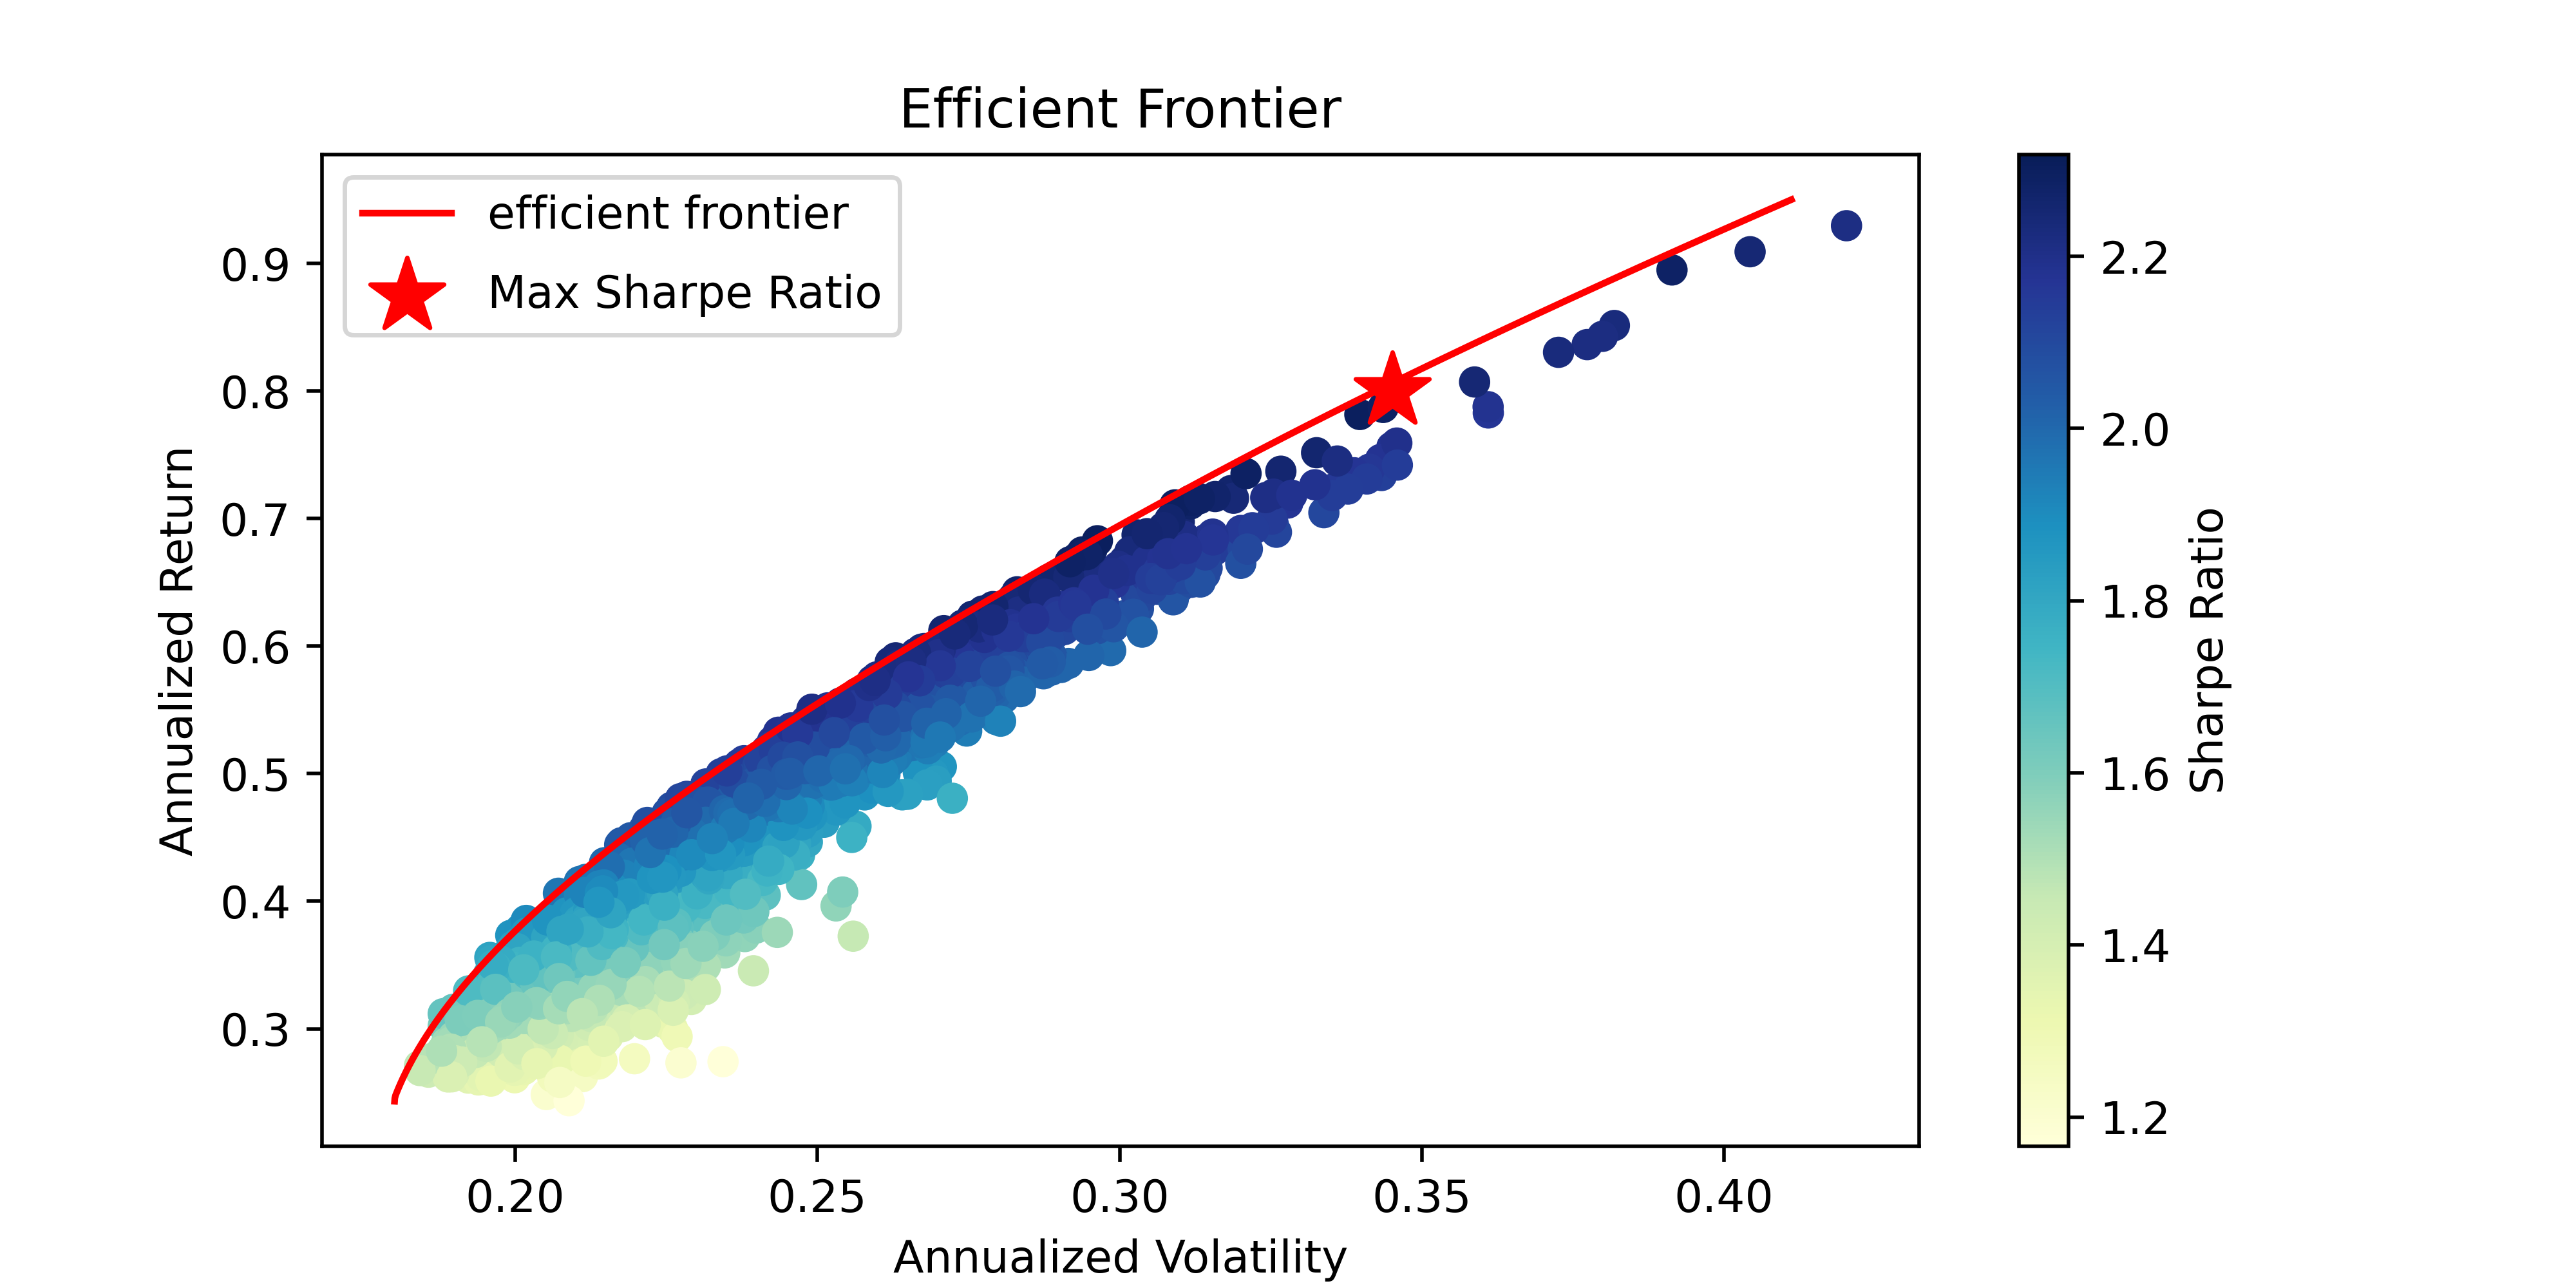 Efficient Frontier
efficient frontier
Max Sharpe Ratio
Annualized Return
0.9
0.8
0.7
0.6
0.5
0.4
0.3
0.20 0.25 0.30 0.35 0.40
Annualized Volatility
2.2
2.0
1.8
1.6
1.4
1.2
Sharpe Ratio